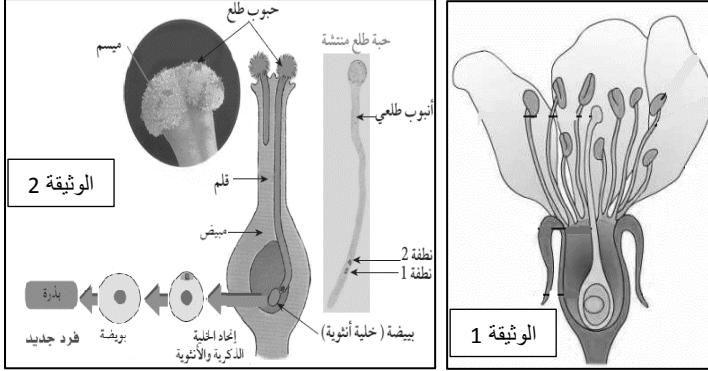 حبوب طلع
ميسم
حبة طلع منتشة
أنبوب طلعي
الوثيقة 2
قلم
مبيض
نطفة 2
نطفة 1
بذرة
فرد جديد
بويضة
إتحاد الخلية
الذكرية والأنثوية
بييضة (خلية أنثوية)
الوثيقة 1